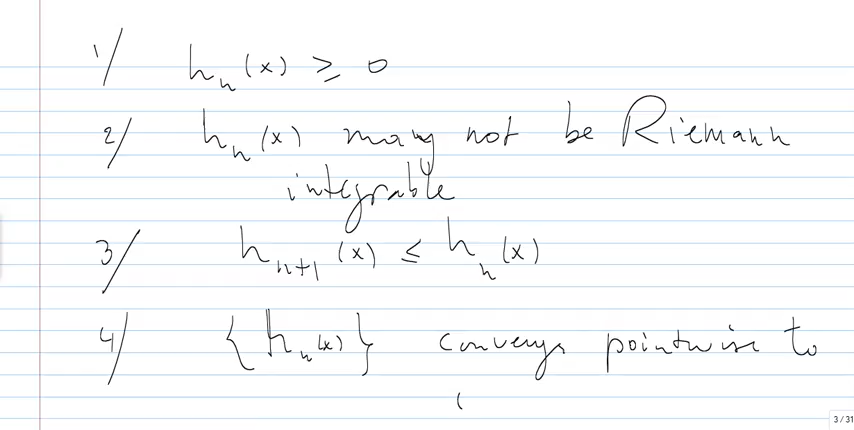 1/ hₙ(x) ≥ 0
2/ hₙ(x) may not be Riemann
integrable
3/ hₙ₊₁(x) ≤ hₙ(x)
4/ {hₙ(x)} converges pointwise to
(
3 / 31